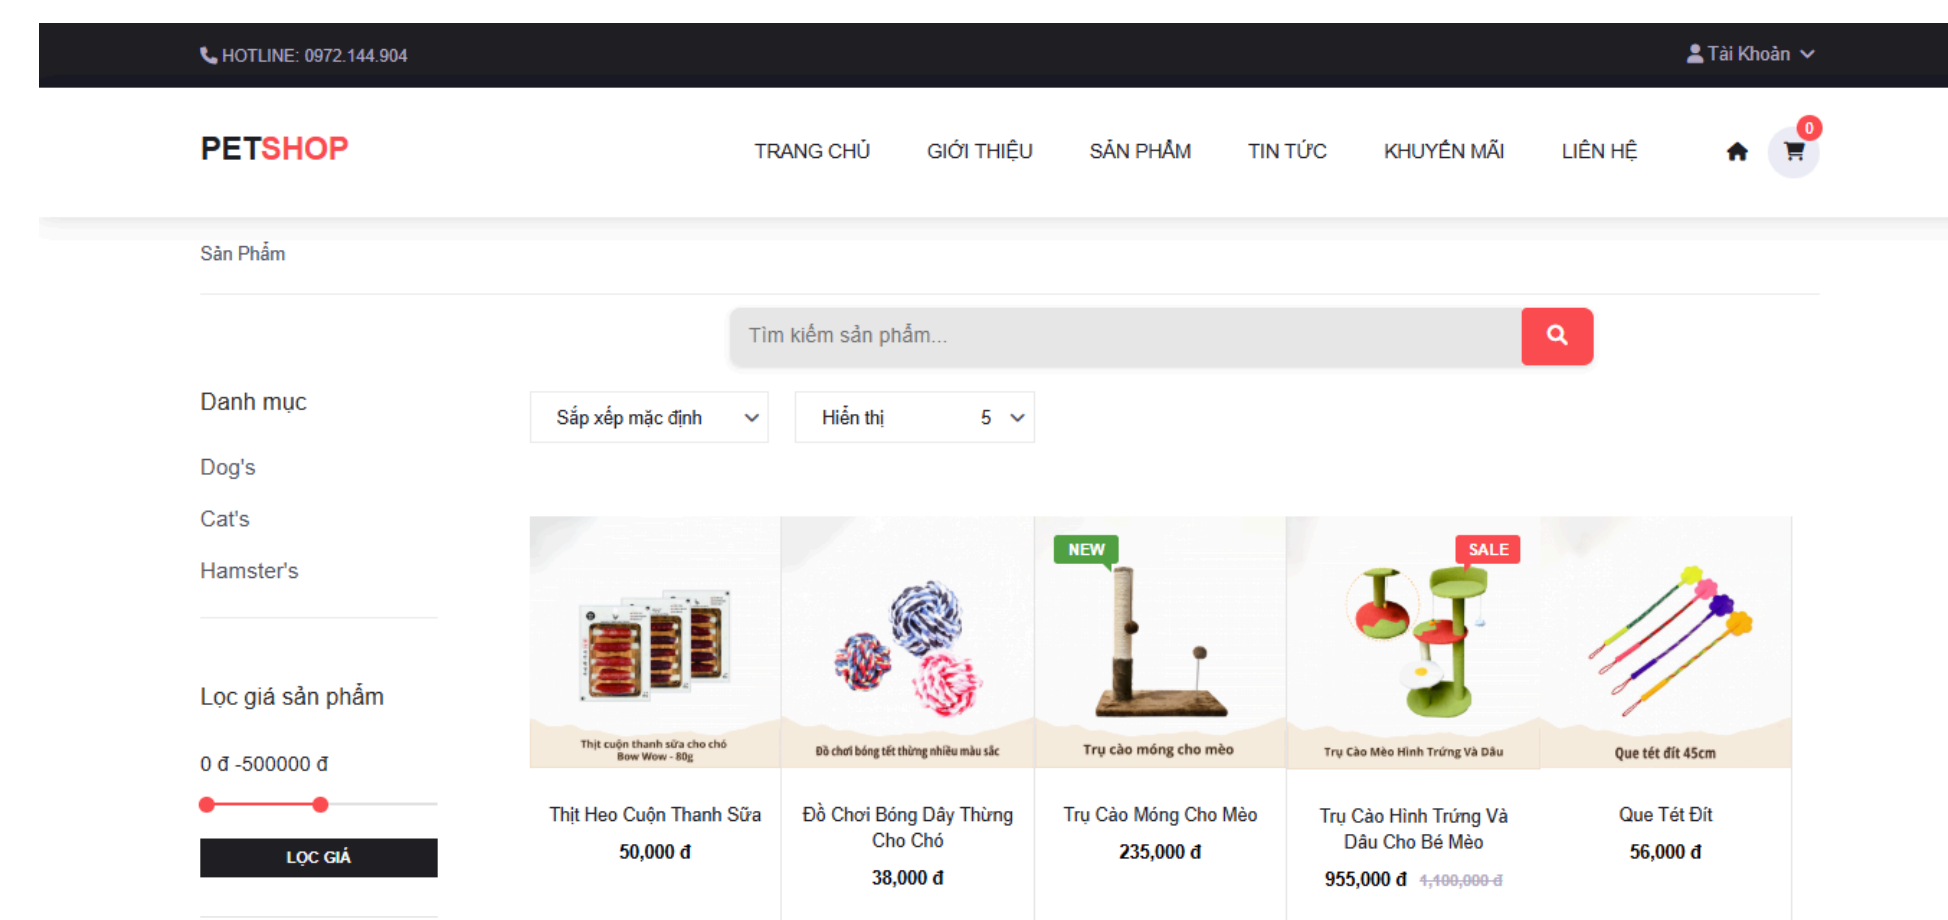 HOTLINE: 0972.144.904
Tài Khoản
PETSHOP
TRANG CHỦ
GIỚI THIỆU
SẢN PHẨM
TIN TỨC
KHUYẾN MÃI
LIÊN HỆ
0
Sản Phẩm
Tìm kiếm sản phẩm...
Danh mục
Sắp xếp mặc định
Hiển thị 5
Dog's
Cat's
Hamster's
Lọc giá sản phẩm
0 đ -500000 đ
LỌC GIÁ
Thịt cuộn thanh sữa cho chó
Bow Wow - 80g
Thịt Heo Cuộn Thanh Sữa
50,000 đ
Đồ chơi bóng tết thừng nhiều màu sắc
Đồ Chơi Bóng Dây Thừng
Cho Chó
38,000 đ
NEW
Trụ cào móng cho mèo
Trụ Cào Móng Cho Mèo
235,000 đ
SALE
Trụ Cào Mèo Hình Trứng Và Dâu
Trụ Cào Hình Trứng Và
Dâu Cho Bé Mèo
955,000 đ 1,100,000 đ
Que tét đít 45cm
Que Tét Đít
56,000 đ